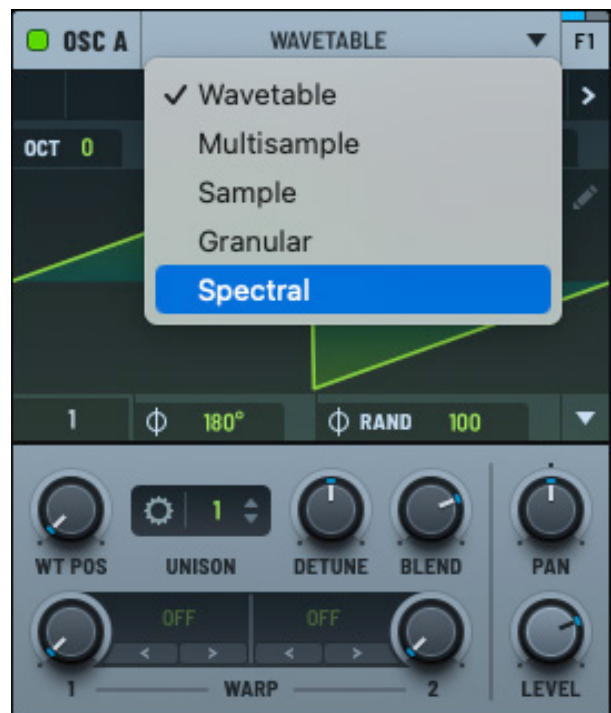 OSC A WAVETABLE F1
✓ Wavetable
Multisample
Sample
Granular
Spectral
OCT 0
1 180° RAND 100
1
WT POS UNISON DETUNE BLEND PAN
OFF OFF
< > < >
1 WARP 2 LEVEL